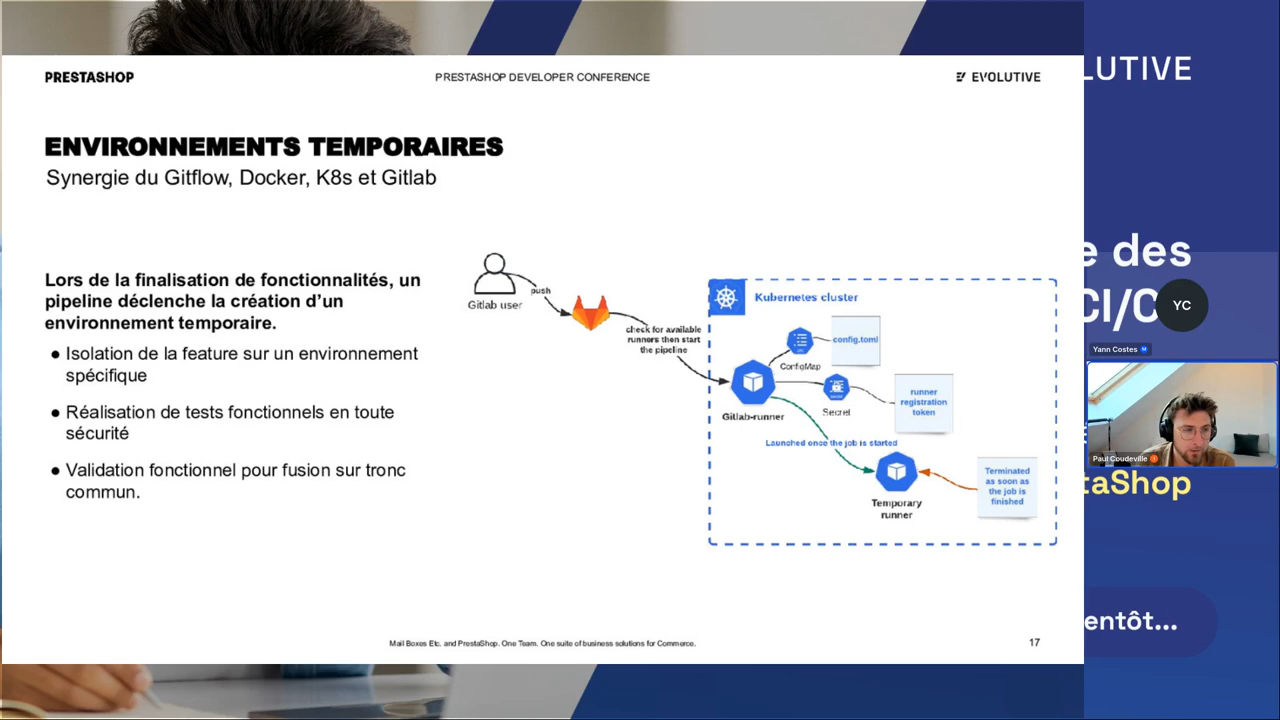 PRESTASHOP
PRESTASHOP DEVELOPER CONFERENCE
EVOLUTIVE
ENVIRONNEMENTS TEMPORAIRES
Synergie du Gitflow, Docker, K8s et Gitlab
Lors de la finalisation de fonctionnalités, un
pipeline déclenche la création d'un
environnement temporaire.
● Isolation de la feature sur un environnement
spécifique
● Réalisation de tests fonctionnels en toute
sécurité
● Validation fonctionnel pour fusion sur tronc
commun.
Gitlab user
push
check for available
runners then start
the pipeline
Kubernetes cluster
config.toml
ConfigMap
Gitlab-runner
Secret
runner
registration
token
Launched once the job is started
Temporary
runner
Terminated
as soon as
the job is
finished
Mail Boxes Etc. and PrestaShop. One Team. One suite of business solutions for Commerce.
17
LUTIVE
e des
CI/C
YC
Yann Costes
Paul Coudeville
taShop
entôt...